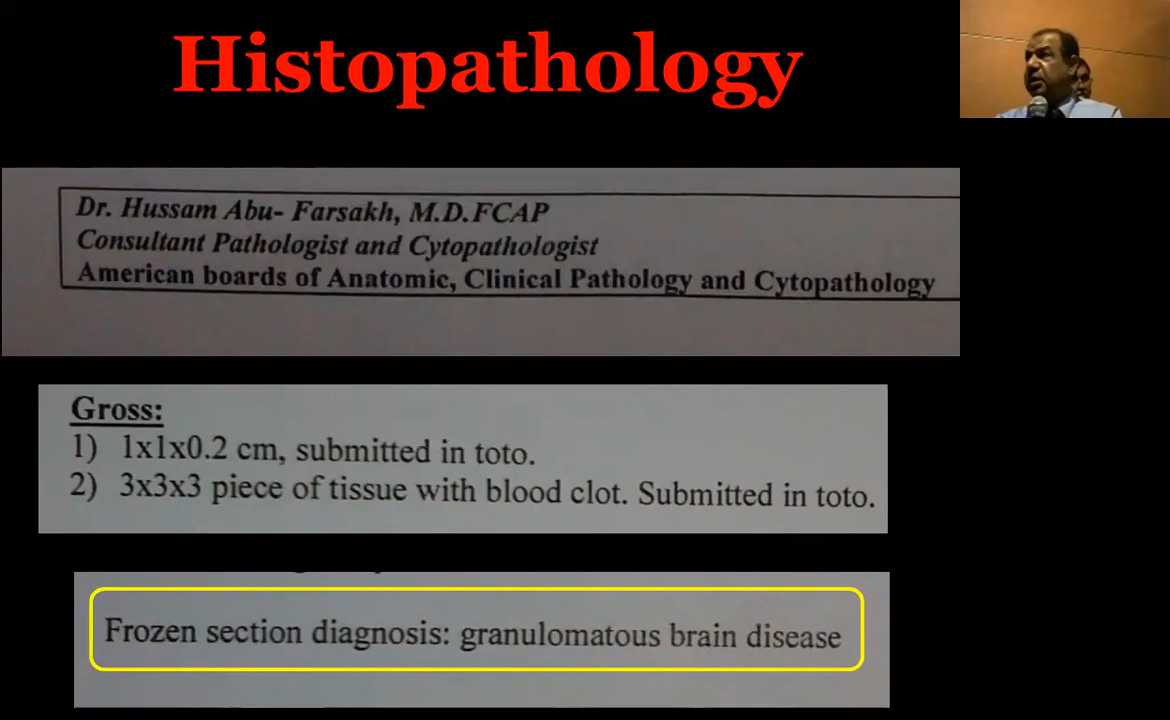 Histopathology
Dr. Hussam Abu- Farsakh, M.D.FCAP
Consultant Pathologist and Cytopathologist
American boards of Anatomic, Clinical Pathology and Cytopathology
Gross:
1) 1x1x0.2 cm, submitted in toto.
2) 3x3x3 piece of tissue with blood clot. Submitted in toto.
Frozen section diagnosis: granulomatous brain disease